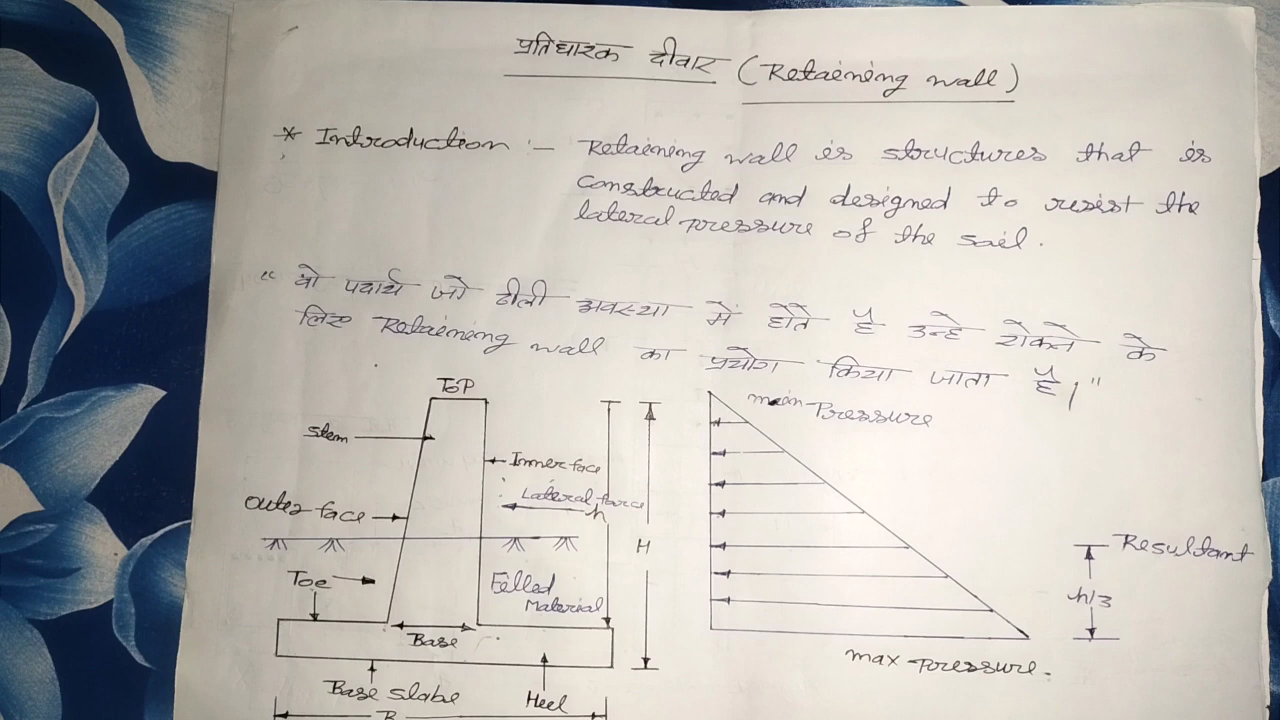 प्रतिधारक दीवार (Retaining wall)
* Introduction :- Retaining wall is structures that is
constructed and designed to resist the
lateral pressure of the soil.
“ वो पदार्थ जो ढीली अवस्था में होते है उन्हे रोकने के
लिए Retaining wall का प्रयोग किया जाता है।”
Top
main Pressure
stem
Inner face
Lateral force
outer face
h
H
Resultant
Toe
Filled
Material
h/3
Base
max pressure.
Base slabe
Heel
B